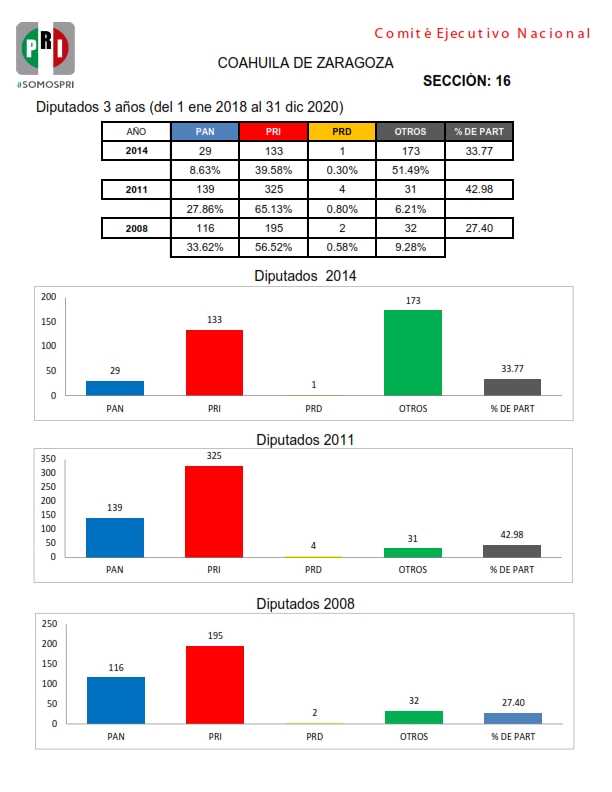 Comité Ejecutivo Nacional
PRI
#SOMOSPRI
COAHUILA DE ZARAGOZA
SECCIÓN: 16
Diputados 3 años (del 1 ene 2018 al 31 dic 2020)
AÑO PAN PRI PRD OTROS % DE PART
2014 29 133 1 173 33.77
8.63% 39.58% 0.30% 51.49%
2011 139 325 4 31 42.98
27.86% 65.13% 0.80% 6.21%
2008 116 195 2 32 27.40
33.62% 56.52% 0.58% 9.28%
Diputados 2014
200
150
100
50
0
29 133 1 173 33.77
PAN PRI PRD OTROS % DE PART
Diputados 2011
350
300
250
200
150
100
50
0
139 325 4 31 42.98
PAN PRI PRD OTROS % DE PART
Diputados 2008
250
200
150
100
50
0
116 195 2 32 27.40
PAN PRI PRD OTROS % DE PART